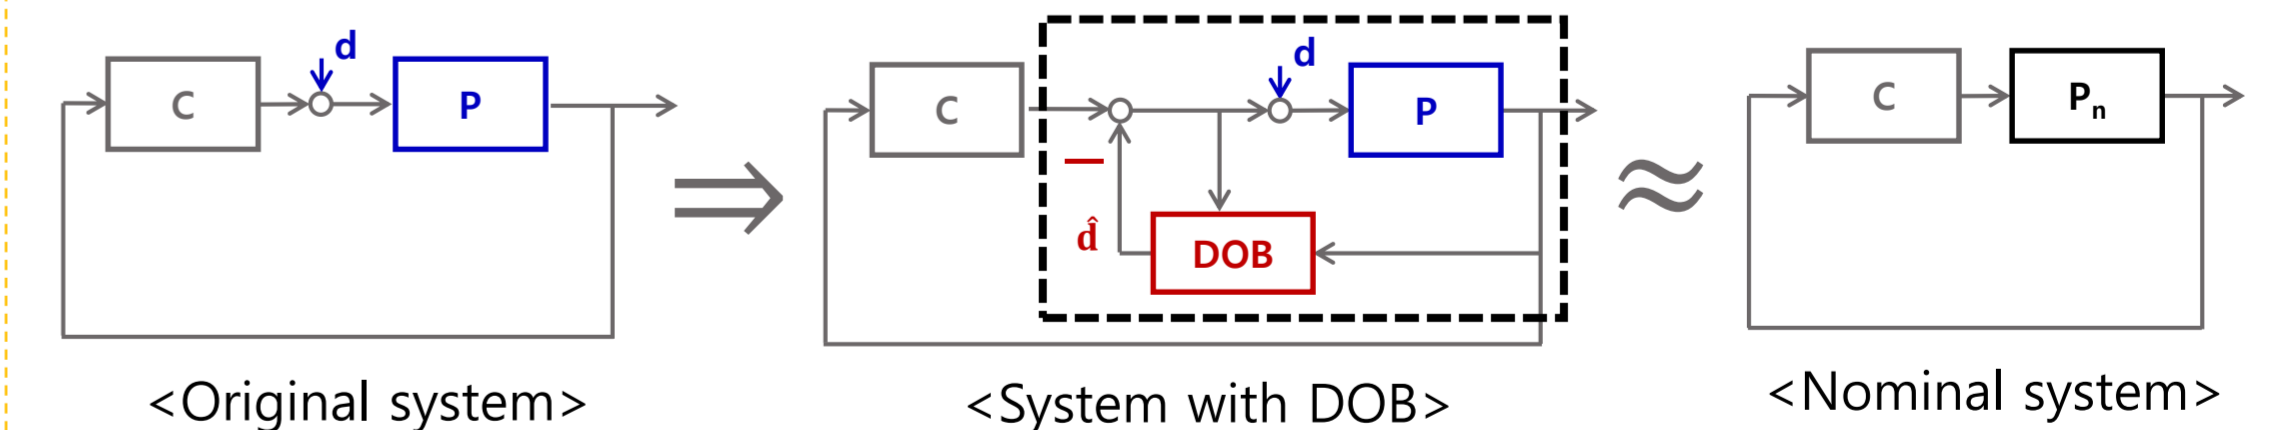 C
d
P
<Original system>
C
d
P
d̂
DOB
<System with DOB>
C
Pn
<Nominal system>